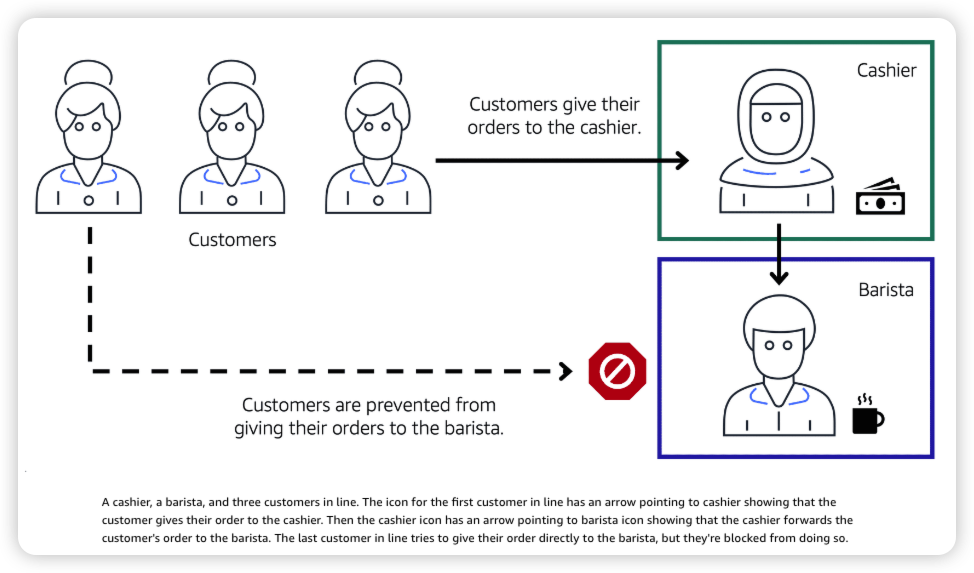 Cashier
Customers give their
orders to the cashier.
Customers
Barista
Customers are prevented from
giving their orders to the barista.
A cashier, a barista, and three customers in line. The icon for the first customer in line has an arrow pointing to cashier showing that the
customer gives their order to the cashier. Then the cashier icon has an arrow pointing to barista icon showing that the cashier forwards the
customer's order to the barista. The last customer in line tries to give their order directly to the barista, but they're blocked from doing so.